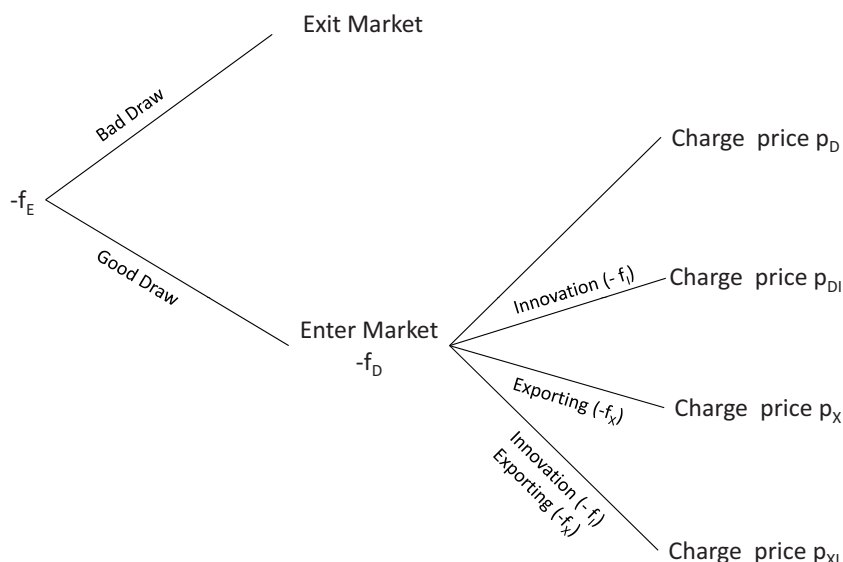 Exit Market
Bad Draw
Charge price p_D
-f_E
Good Draw
Innovation (- f_I)
Charge price p_DI
Enter Market
-f_D
Exporting (-f_X)
Charge price p_X
Innovation (- f_I)
Exporting (-f_X)
Charge price p_XI